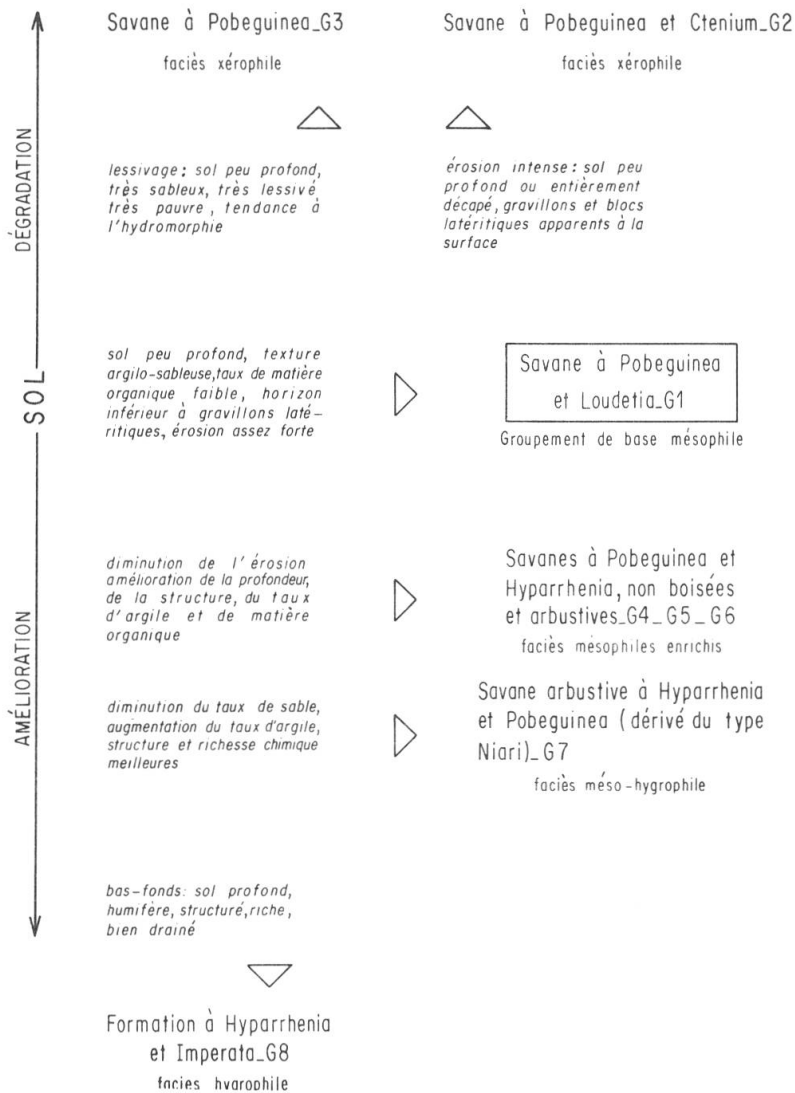 Savane à Pobeguinea_G3
faciès xérophile
Savane à Pobeguinea et Ctenium_G2
faciès xérophile
DÉGRADATION
lessivage; sol peu profond,
très sableux, très lessivé
très pauvre, tendance à
l'hydromorphie
érosion intense: sol peu
profond ou entièrement
décapé, gravillons et blocs
latéritiques apparents à la
surface
SOL
sol peu profond, texture
argilo-sableuse, taux de matière
organique faible, horizon
inférieur à gravillons laté-
ritiques, érosion assez forte
Savane à Pobeguinea
et Loudetia_G1
Groupement de base mésophile
AMÉLIORATION
diminution de l'érosion
amélioration de la profondeur,
de la structure, du taux
d'argile et de matière
organique
Savanes à Pobeguinea et
Hyparrhenia, non boisées
et arbustives_G4_G5_G6
faciès mésophiles enrichis
diminution du taux de sable,
augmentation du taux d'argile,
structure et richesse chimique
meilleures
Savane arbustive à Hyparrhenia
et Pobeguinea (dérivé du type
Niari)_G7
faciès méso-hygrophile
bas-fonds: sol profond,
humifère, structuré, riche,
bien drainé
Formation à Hyparrhenia
et Imperata_G8
facies hygrophile